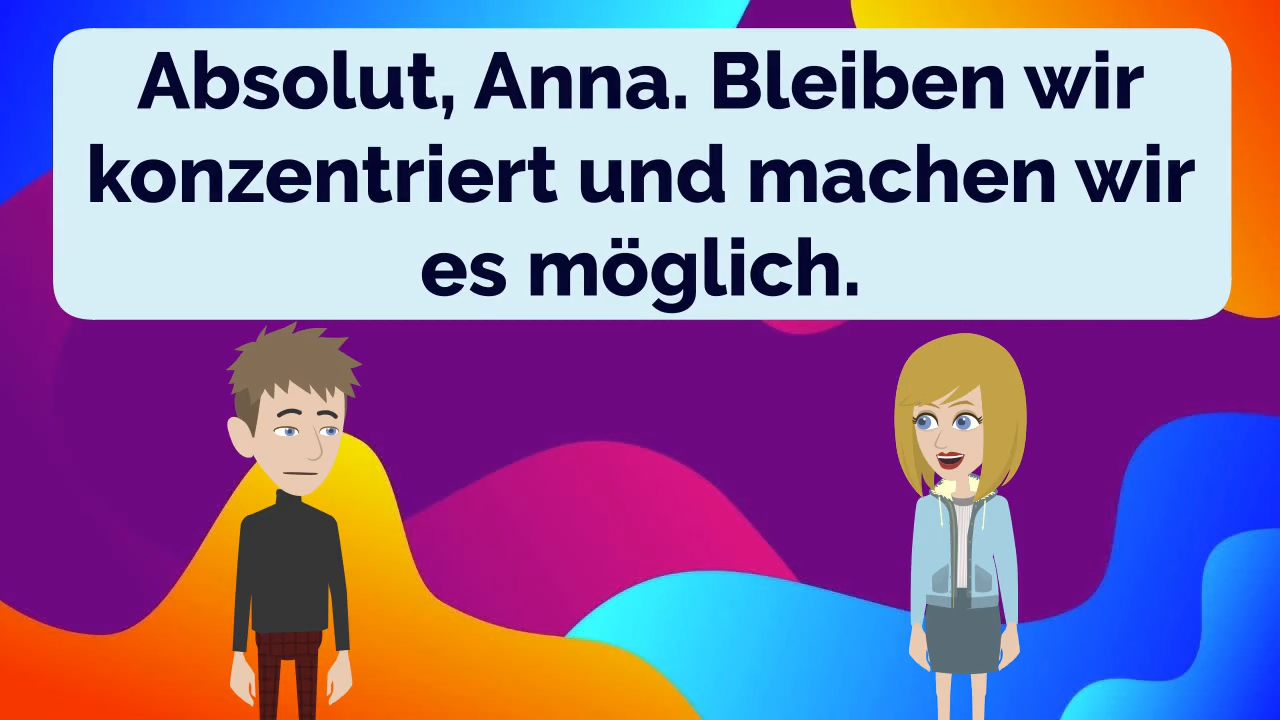 Absolut, Anna. Bleiben wir
konzentriert und machen wir
es möglich.